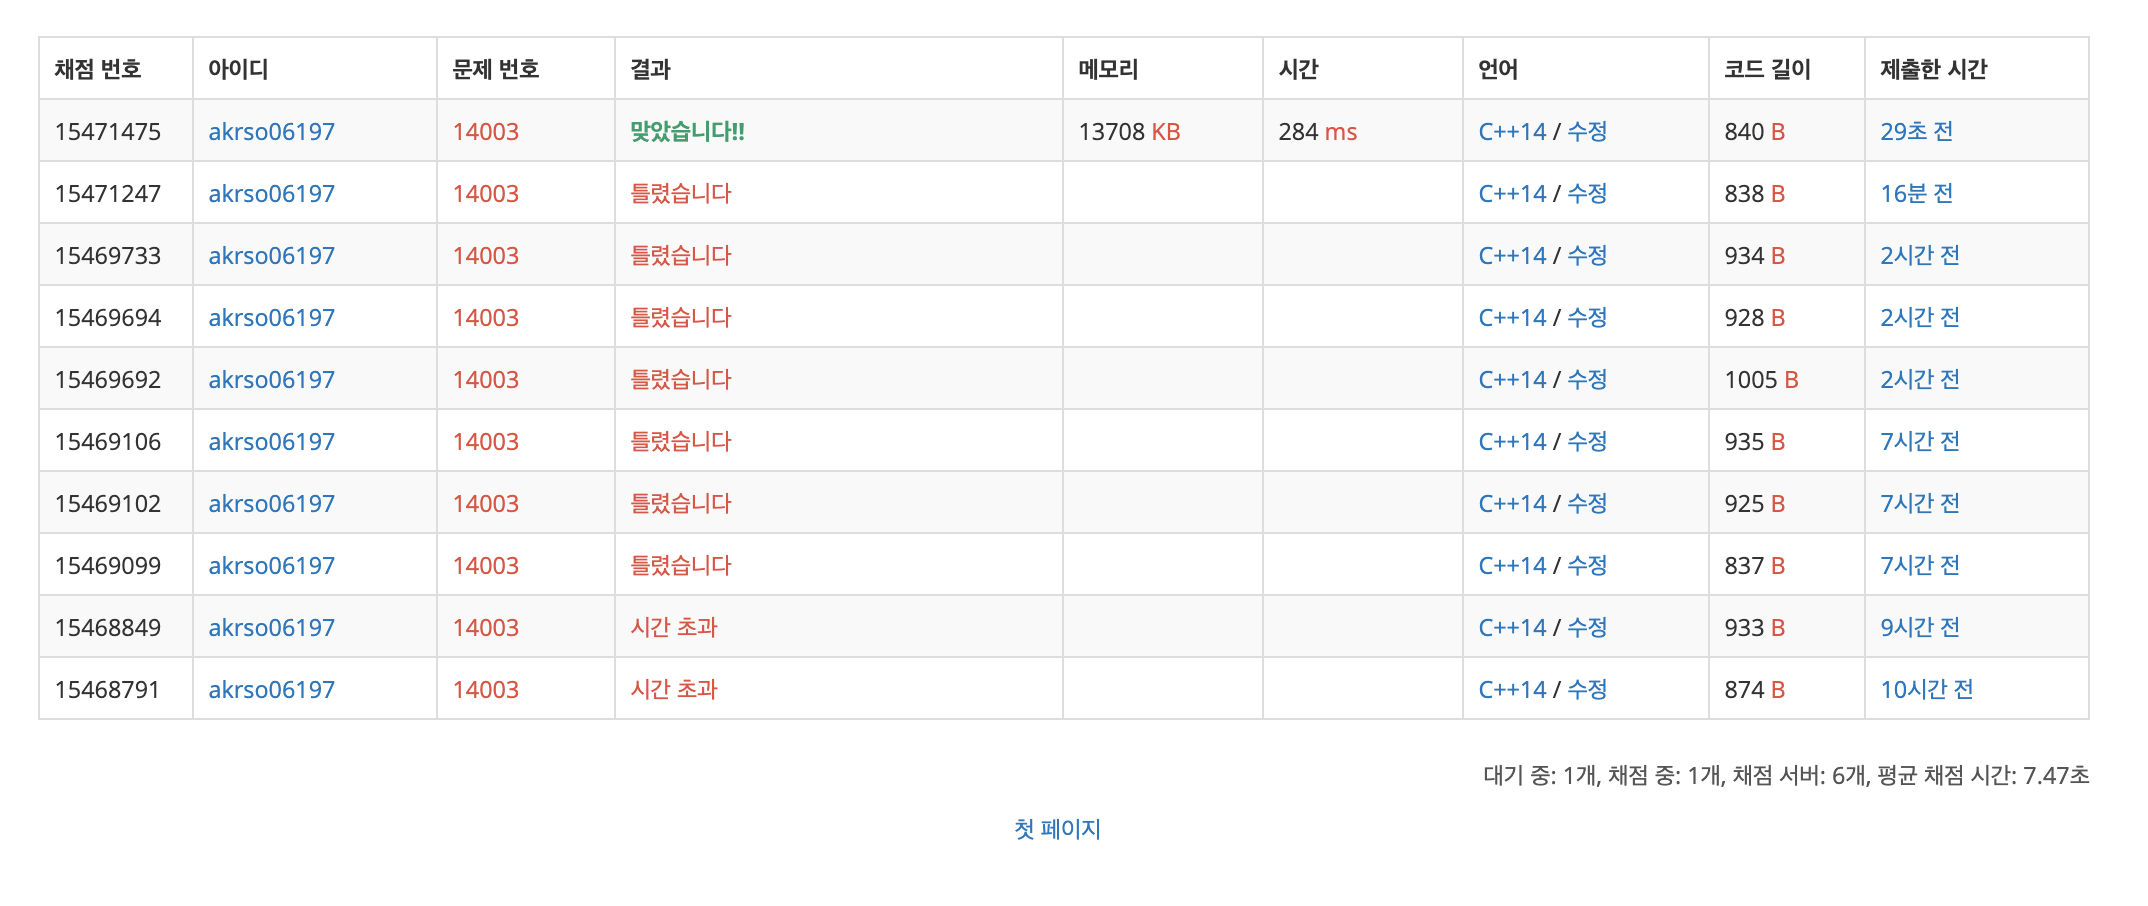 채점 번호 아이디 문제 번호 결과 메모리 시간 언어 코드 길이 제출한 시간
15471475 akrso06197 14003 맞았습니다!! 13708 KB 284 ms C++14 / 수정 840 B 29초 전
15471247 akrso06197 14003 틀렸습니다 C++14 / 수정 838 B 16분 전
15469733 akrso06197 14003 틀렸습니다 C++14 / 수정 934 B 2시간 전
15469694 akrso06197 14003 틀렸습니다 C++14 / 수정 928 B 2시간 전
15469692 akrso06197 14003 틀렸습니다 C++14 / 수정 1005 B 2시간 전
15469106 akrso06197 14003 틀렸습니다 C++14 / 수정 935 B 7시간 전
15469102 akrso06197 14003 틀렸습니다 C++14 / 수정 925 B 7시간 전
15469099 akrso06197 14003 틀렸습니다 C++14 / 수정 837 B 7시간 전
15468849 akrso06197 14003 시간 초과 C++14 / 수정 933 B 9시간 전
15468791 akrso06197 14003 시간 초과 C++14 / 수정 874 B 10시간 전
대기 중: 1개, 채점 중: 1개, 채점 서버: 6개, 평균 채점 시간: 7.47초
첫 페이지